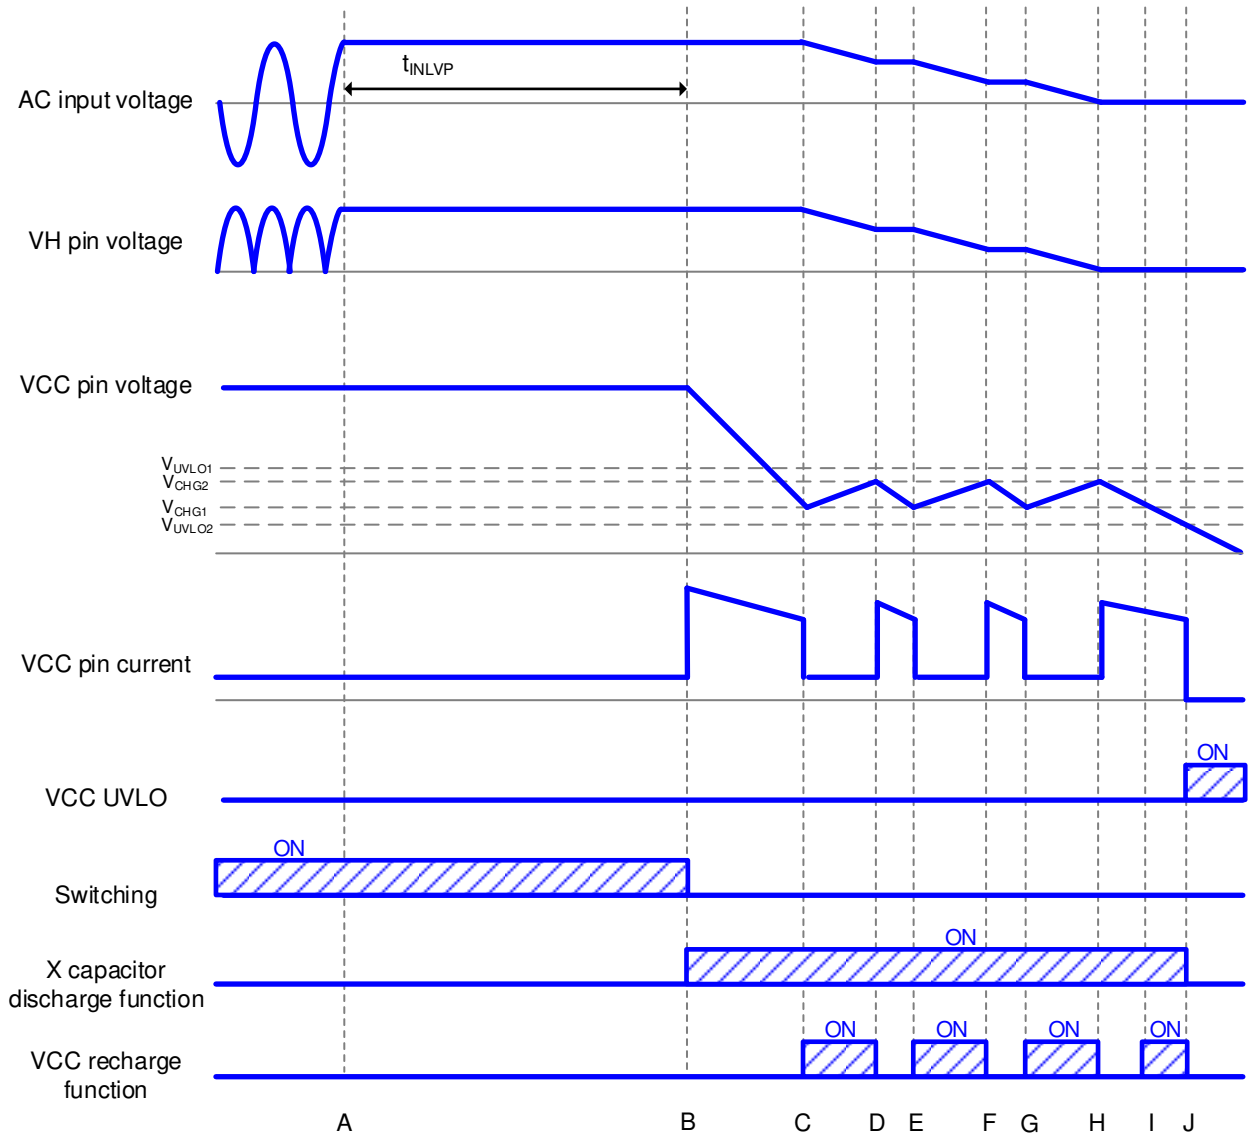 AC input voltage
tINLVP
VH pin voltage
VCC pin voltage
VUVLO1
VCHG2
VCHG1
VUVLO2
VCC pin current
VCC UVLO
ON
Switching
ON
X capacitor
discharge function
ON
VCC recharge
function
ON
ON
ON
ON
A
B
C
D
E
F
G
H
I
J